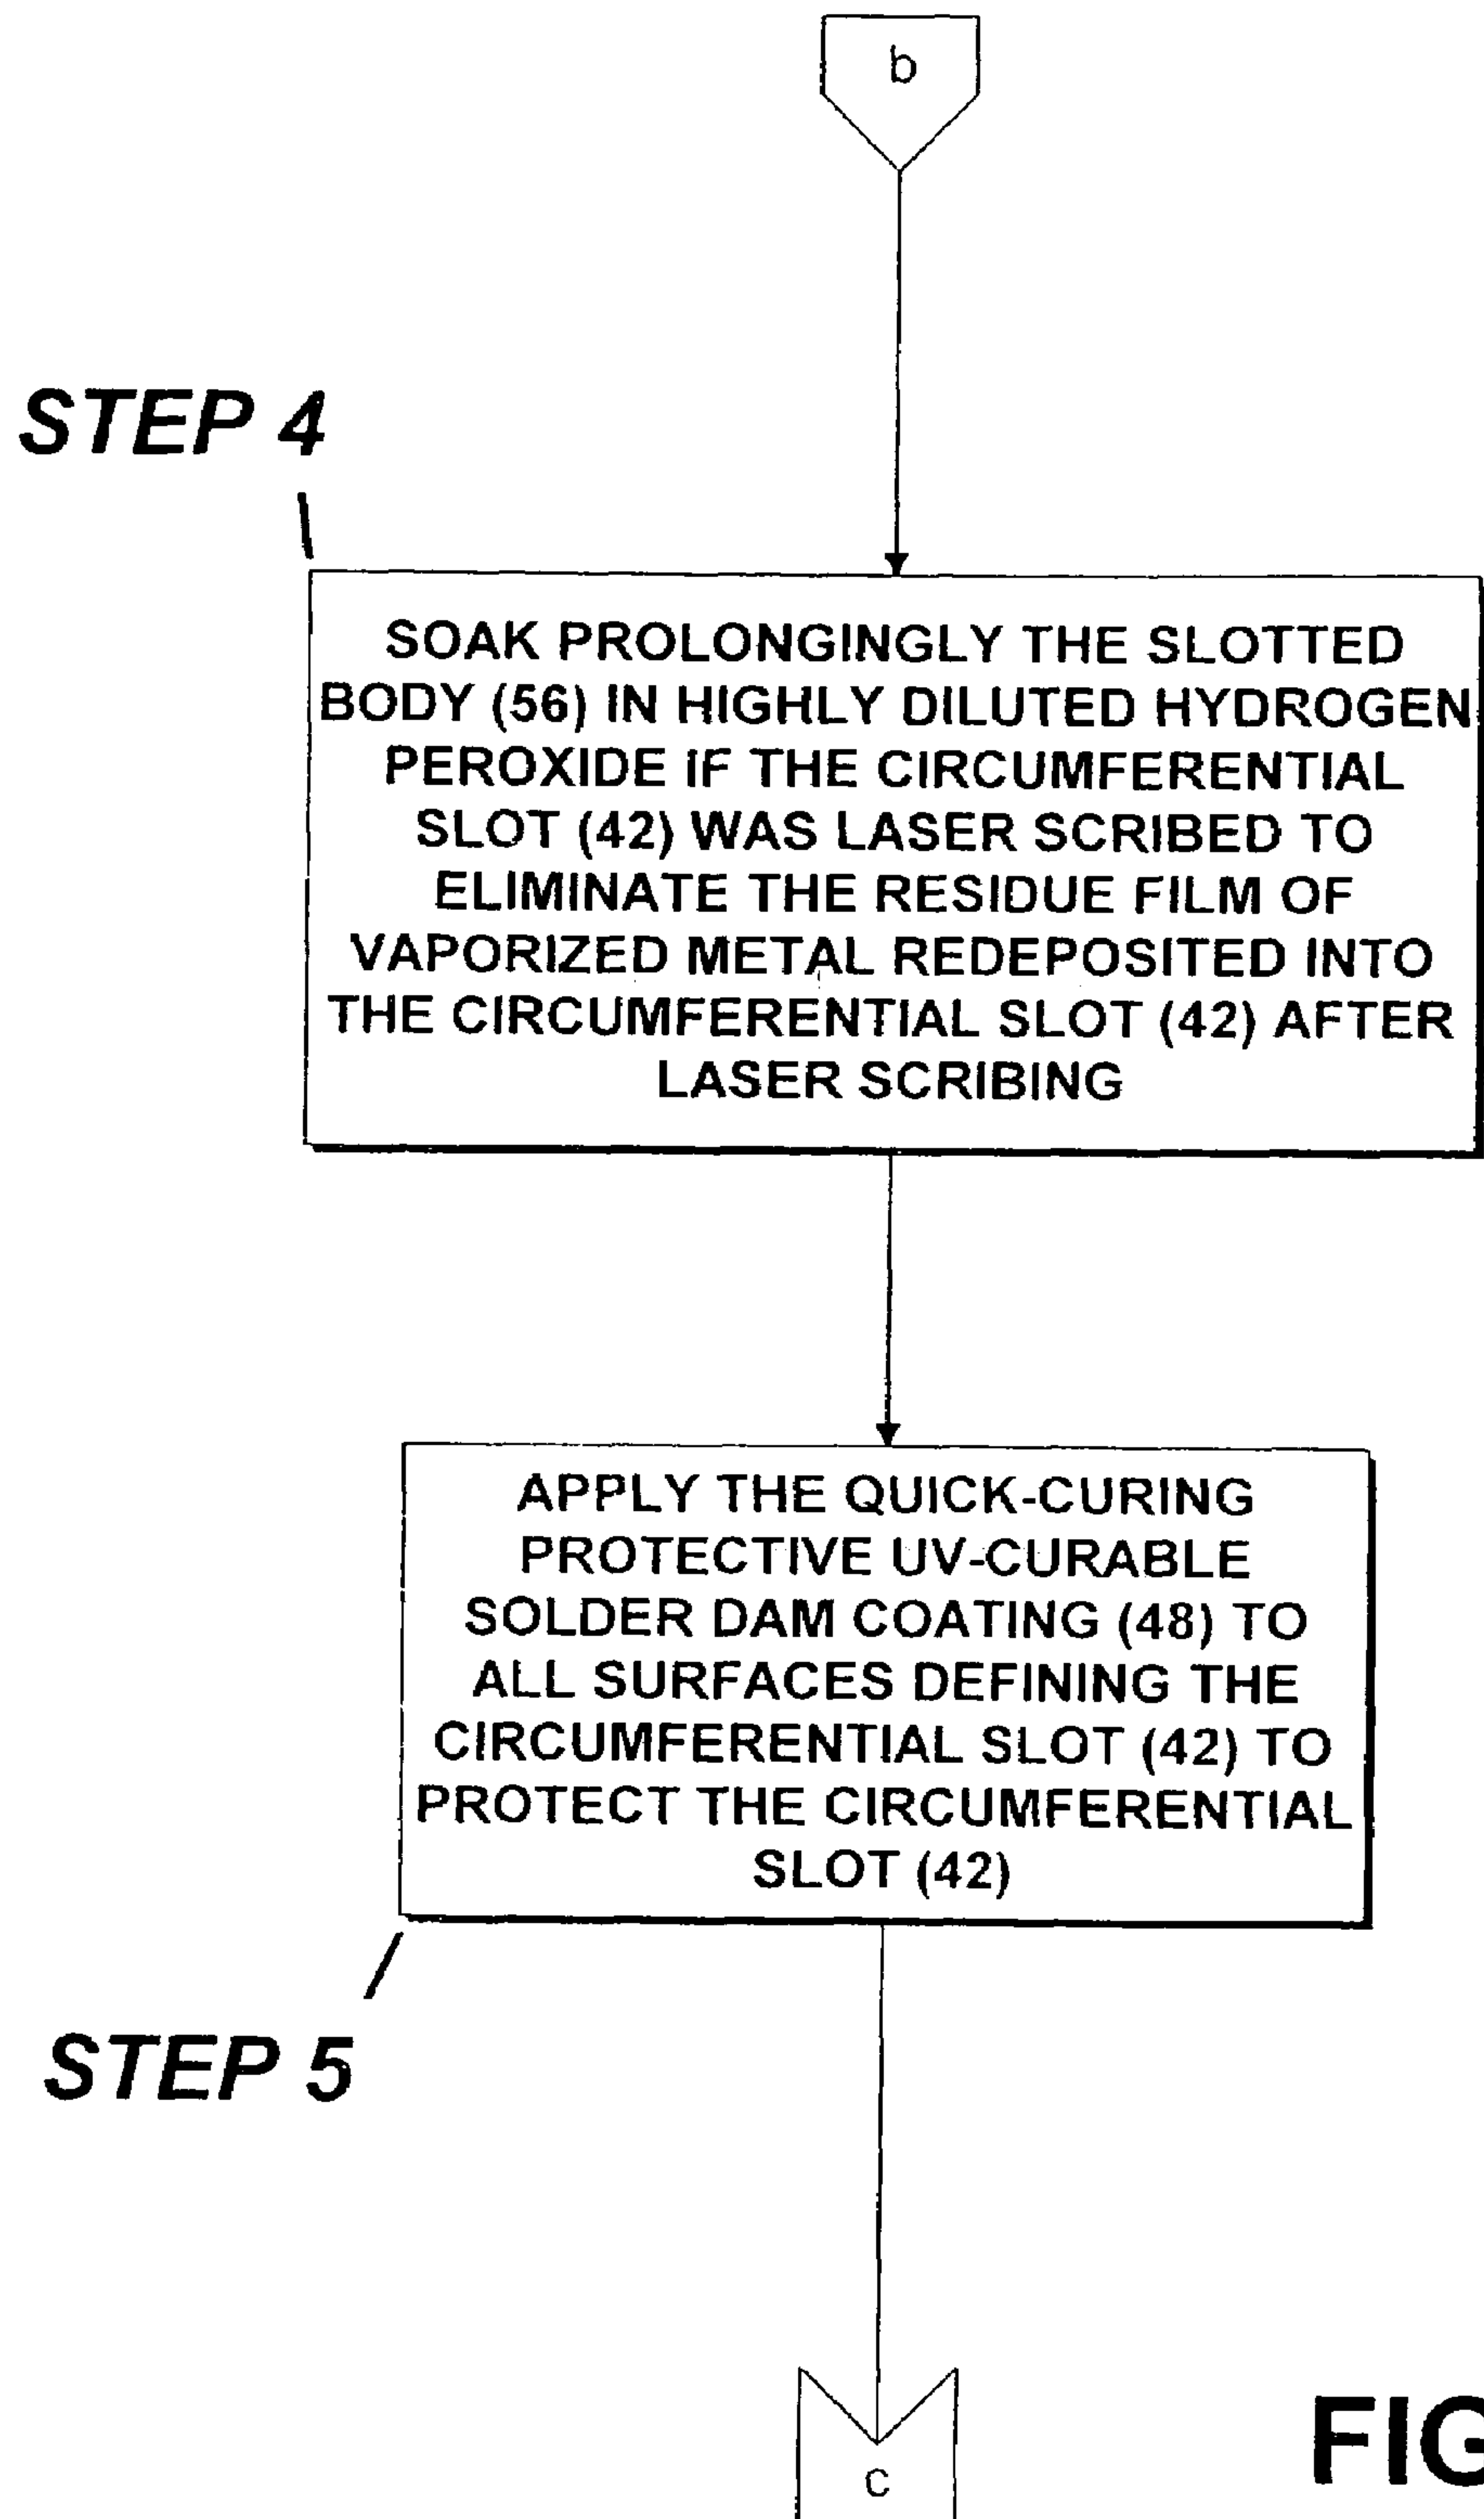 b
STEP 4
SOAK PROLONGINGLY THE SLOTTED
BODY (56) IN HIGHLY DILUTED HYDROGEN
PEROXIDE IF THE CIRCUMFERENTIAL
SLOT (42) WAS LASER SCRIBED TO
ELIMINATE THE RESIDUE FILM OF
VAPORIZED METAL REDEPOSITED INTO
THE CIRCUMFERENTIAL SLOT (42) AFTER
LASER SCRIBING
APPLY THE QUICK-CURING
PROTECTIVE UV-CURABLE
SOLDER DAM COATING (48) TO
ALL SURFACES DEFINING THE
CIRCUMFERENTIAL SLOT (42) TO
PROTECT THE CIRCUMFERENTIAL
SLOT (42)
STEP 5
c
FIG